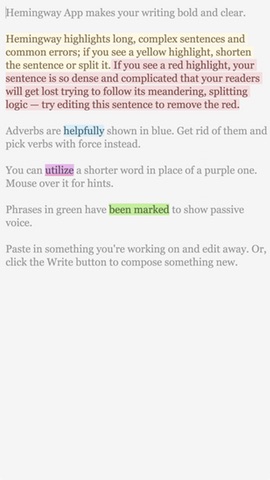 Hemingway App makes your writing bold and clear.
Hemingway highlights long, complex sentences and
common errors; if you see a yellow highlight, shorten
the sentence or split it. If you see a red highlight, your
sentence is so dense and complicated that your readers
will get lost trying to follow its meandering, splitting
logic — try editing this sentence to remove the red.
Adverbs are helpfully shown in blue. Get rid of them and
pick verbs with force instead.
You can utilize a shorter word in place of a purple one.
Mouse over it for hints.
Phrases in green have been marked to show passive
voice.
Paste in something you're working on and edit away. Or,
click the Write button to compose something new.